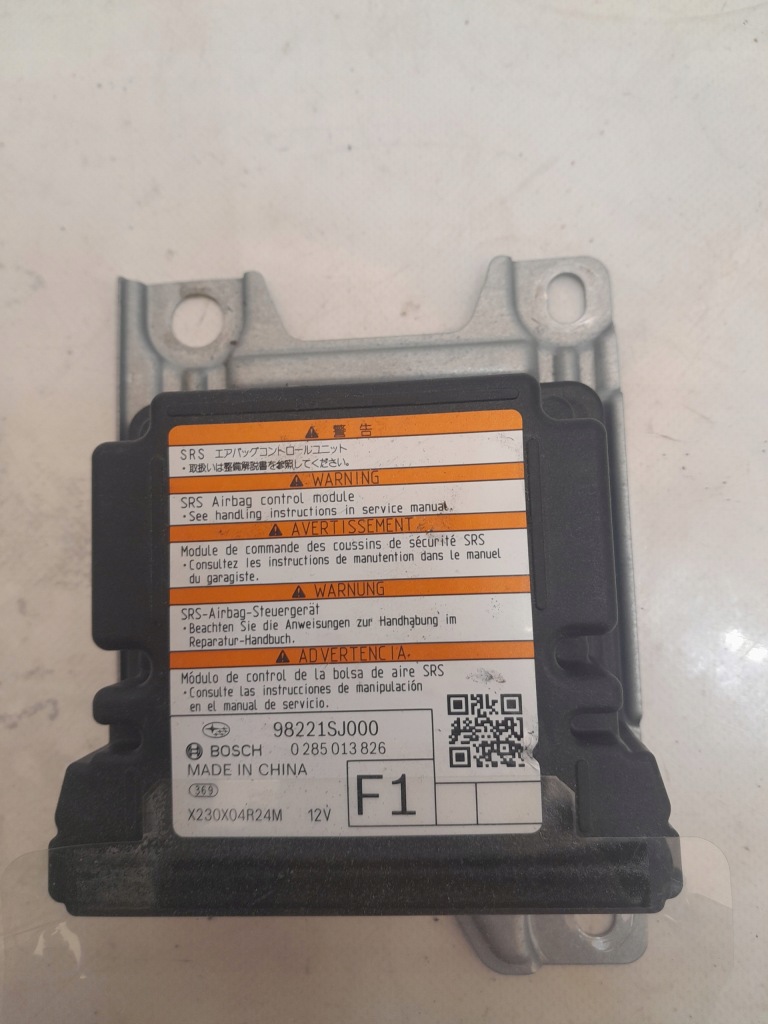 警告
SRS エアバッグコントロールユニット
・取扱いは整備解説書を参照してください。
WARNING
SRS Airbag control module
・See handling instructions in service manual.
AVERTISSEMENT
Module de commande des coussins de sécurité SRS
・Consultez les instructions de manutention dans le manuel
du garagiste.
WARNUNG
SRS-Airbag-Steuergerät
・Beachten Sie die Anweisungen zur Handhabung im
Reparatur-Handbuch.
ADVERTENCIA.
Módulo de control de la bolsa de aire SRS
・Consulte las instrucciones de manipulación
en el manual de servicio.
98221SJ000
BOSCH 0 285 013 826
MADE IN CHINA
369
X230X04R24M 12V
F1